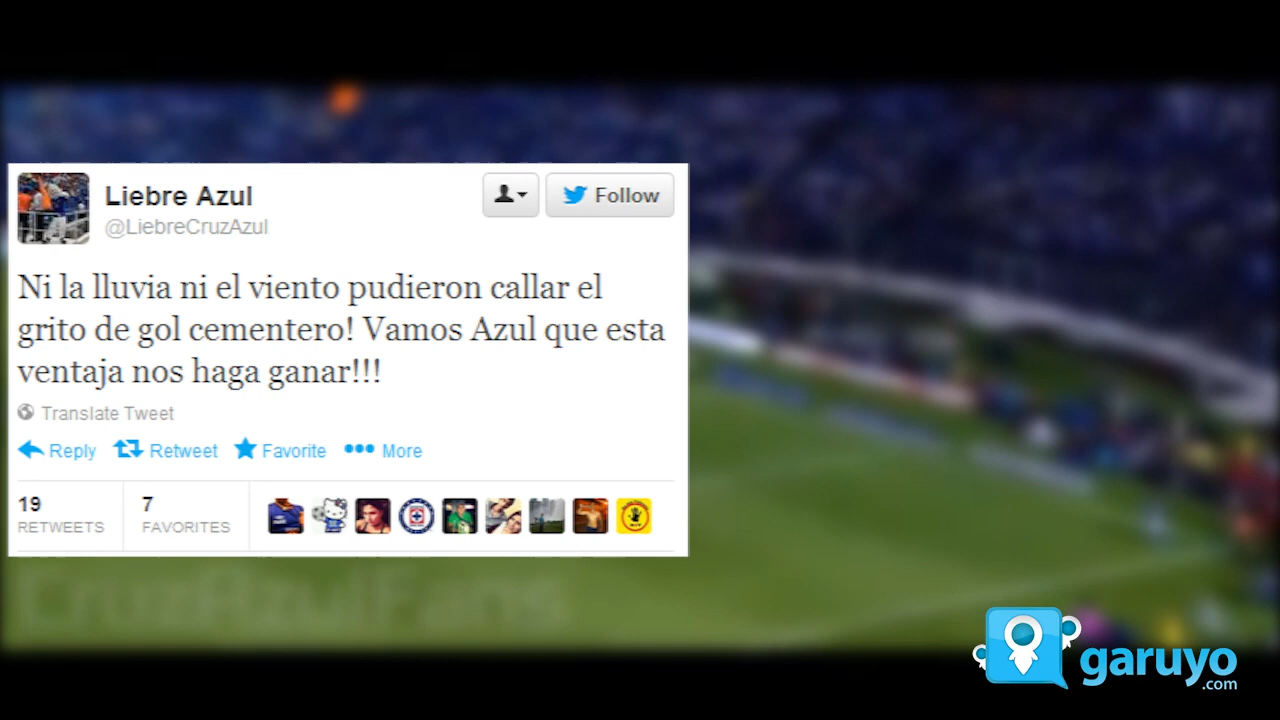 Liebre Azul
@LiebreCruzAzul
Follow
Ni la lluvia ni el viento pudieron callar el
grito de gol cementero! Vamos Azul que esta
ventaja nos haga ganar!!!
Translate Tweet
Reply Retweet Favorite More
19 7
RETWEETS FAVORITES
CruzAzulFans
garuyo
.com